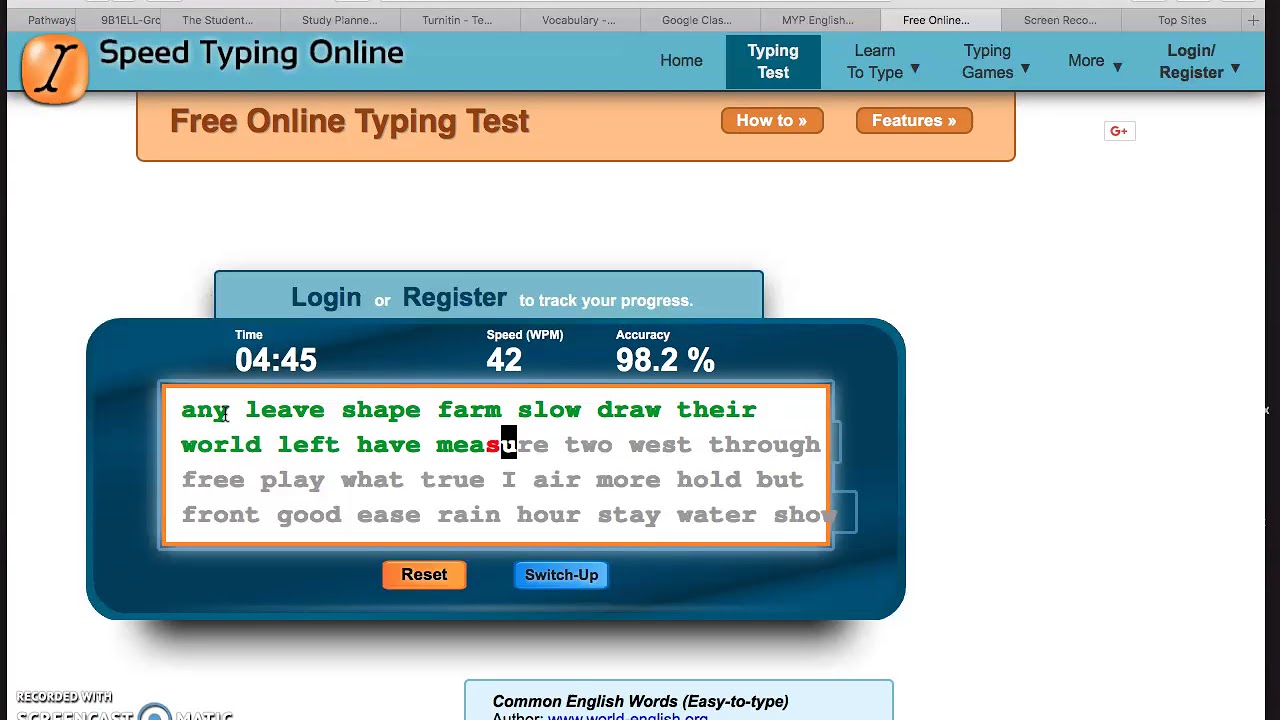 Pathways 9B1ELL-Gro The Student... Study Planne... Turnitin - Te... Vocabulary -... Google Clas... MYP English... Free Online... Screen Reco... Top Sites +
Speed Typing Online
Home
Typing Test
Learn To Type ▼
Typing Games ▼
More ▼
Login/ Register ▼
Free Online Typing Test
How to »
Features »
G+
Login or Register to track your progress.
Time Speed (WPM) Accuracy
04:45 42 98.2 %
any leave shape farm slow draw their
world left have measure two west through
free play what true I air more hold but
front good ease rain hour stay water show
Reset Switch-Up
Common English Words (Easy-to-type)
Author: www.world-english.org
RECORDED WITH
SCREENCAST MATIC